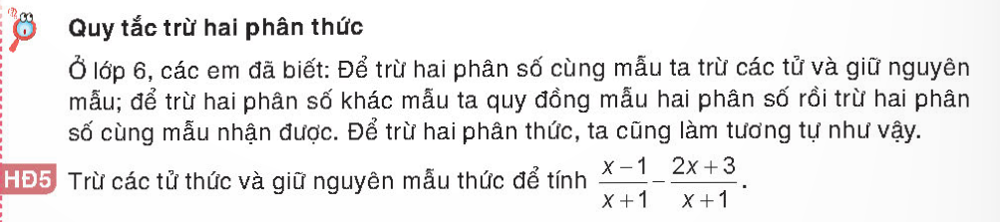 Quy tắc trừ hai phân thức
Ở lớp 6, các em đã biết: Để trừ hai phân số cùng mẫu ta trừ các tử và giữ nguyên
mẫu; để trừ hai phân số khác mẫu ta quy đồng mẫu hai phân số rồi trừ hai phân
số cùng mẫu nhận được. Để trừ hai phân thức, ta cũng làm tương tự như vậy.
HĐ5 Trừ các tử thức và giữ nguyên mẫu thức để tính (x − 1)/(x + 1) − (2x + 3)/(x + 1).